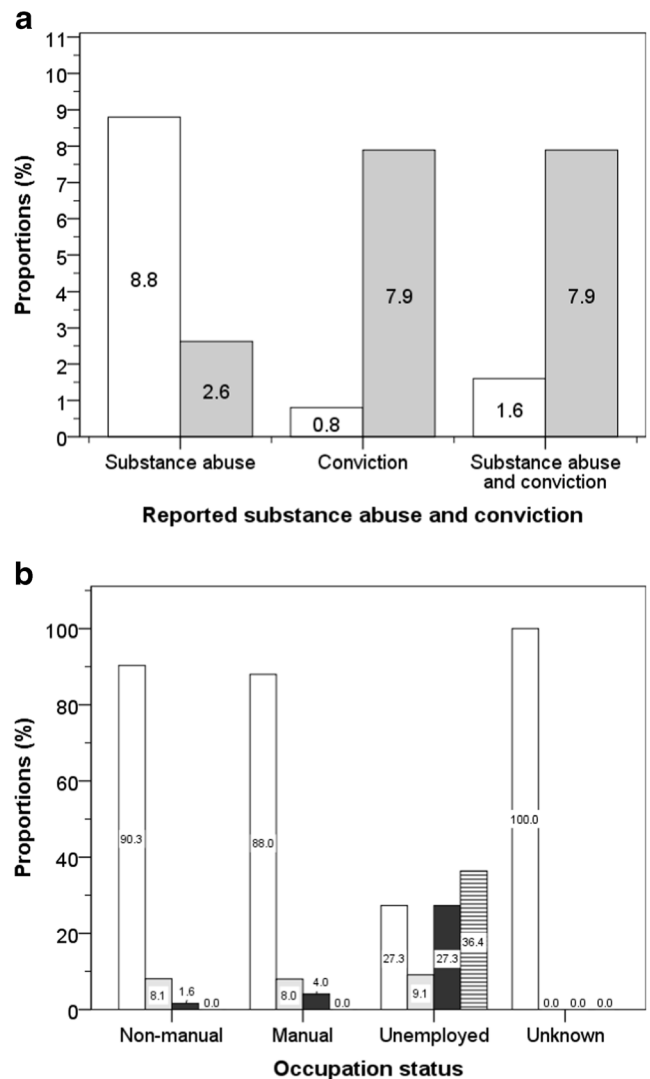 a
11
10
9
8
7
6
5
4
3
2
1
0
Proportions (%)
8.8
2.6
0.8
7.9
1.6
7.9
Substance abuse
Conviction
Substance abuse
and conviction
Reported substance abuse and conviction
b
100
80
60
40
20
0
Proportions (%)
90.3
8.1
1.6
0.0
88.0
8.0
4.0
0.0
27.3
9.1
27.3
36.4
100.0
0.0
0.0
0.0
Non-manual
Manual
Unemployed
Unknown
Occupation status